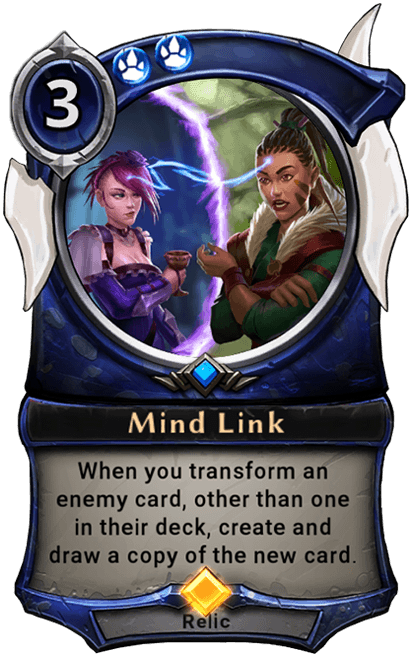 3
Mind Link
When you transform an
enemy card, other than one
in their deck, create and
draw a copy of the new card.
Relic